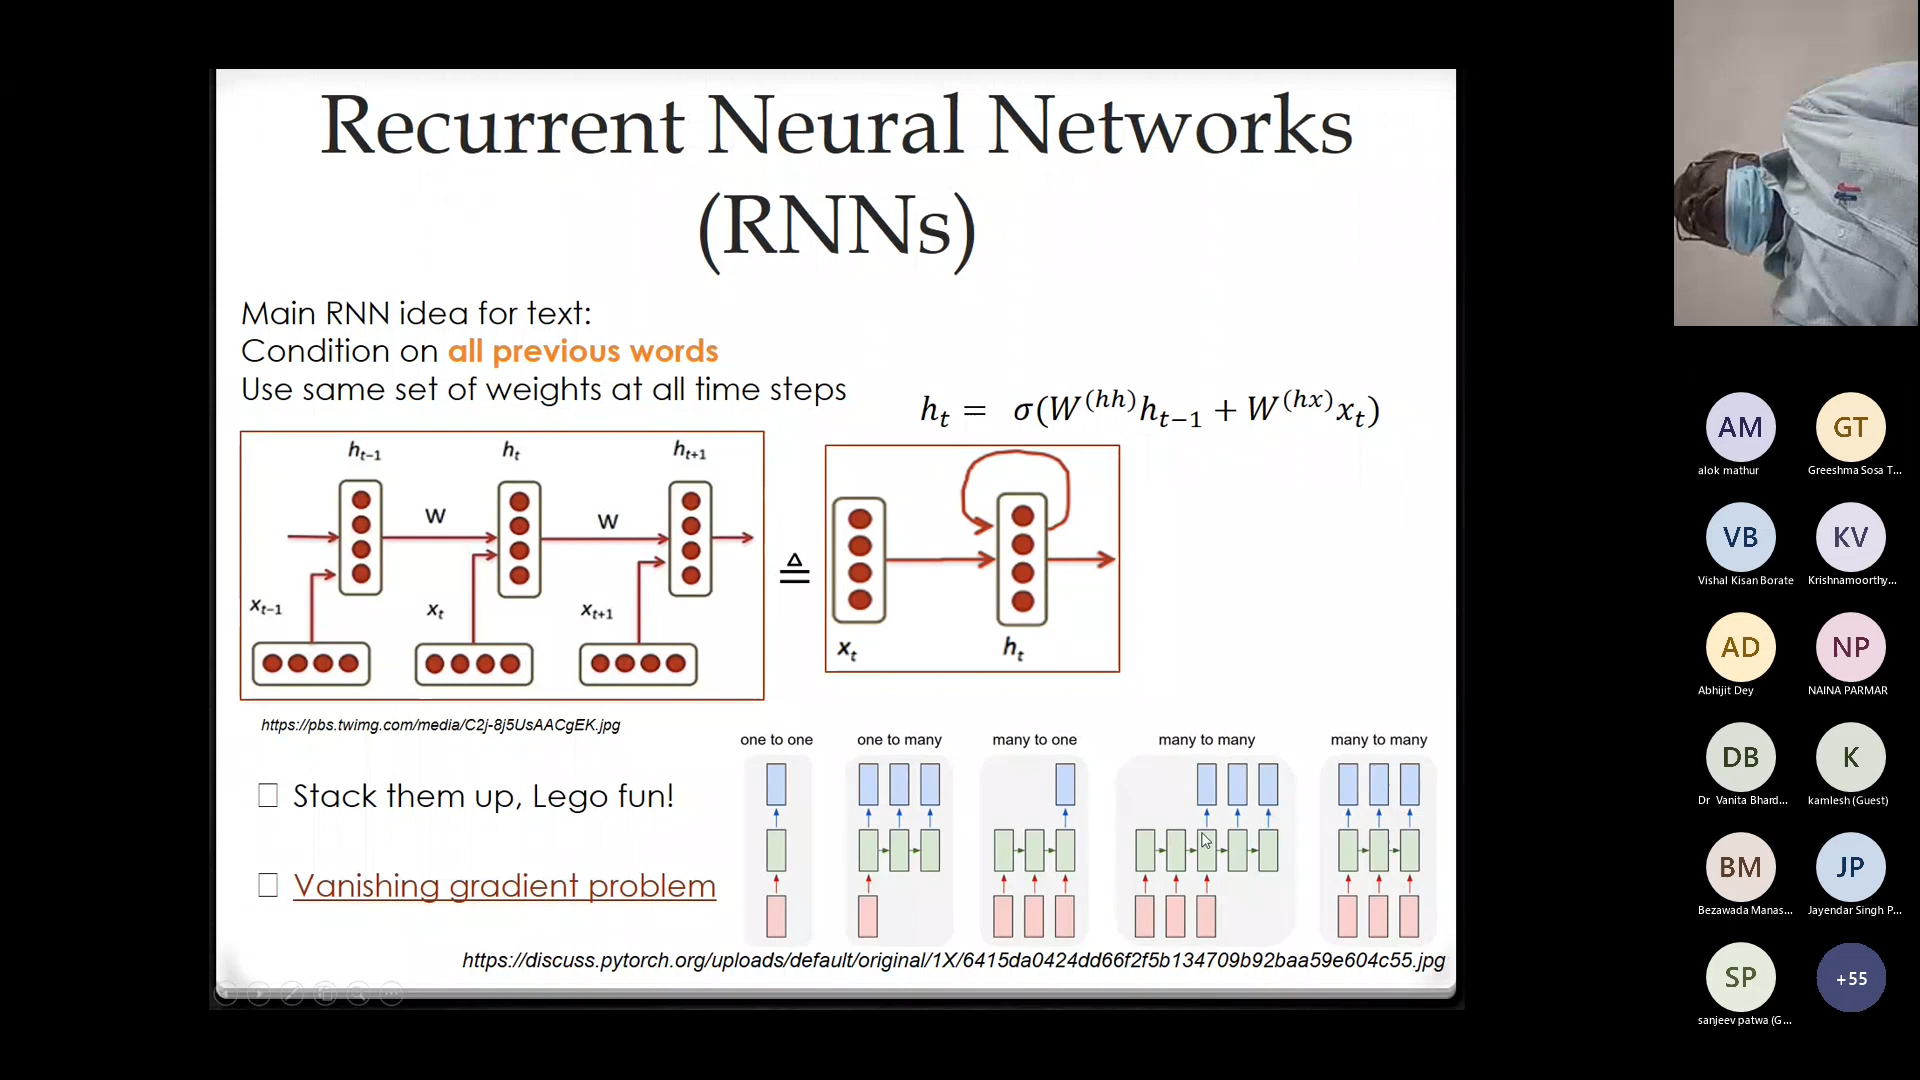 Recurrent Neural Networks
(RNNs)
Main RNN idea for text:
Condition on all previous words
Use same set of weights at all time steps
h_t = σ(W^(hh) h_{t−1} + W^(hx) x_t)
h_{t-1} h_t h_{t+1}
W W
x_{t-1} x_t x_{t+1}
≜
x_t h_t
https://pbs.twimg.com/media/C2j-8j5UsAACgEK.jpg
one to one one to many many to one many to many many to many
Stack them up, Lego fun!
Vanishing gradient problem
https://discuss.pytorch.org/uploads/default/original/1X/6415da0424dd66f2f5b134709b92baa59e604c55.jpg
AM GT
alok mathur Greeshma Sosa T...
VB KV
Vishal Kisan Borate Krishnamoorthy...
AD NP
Abhijit Dey NAINA PARMAR
DB K
Dr Vanita Bhard... kamlesh (Guest)
BM JP
Bezawada Manas... Jayendar Singh P...
SP +55
sanjeev patwa (G...